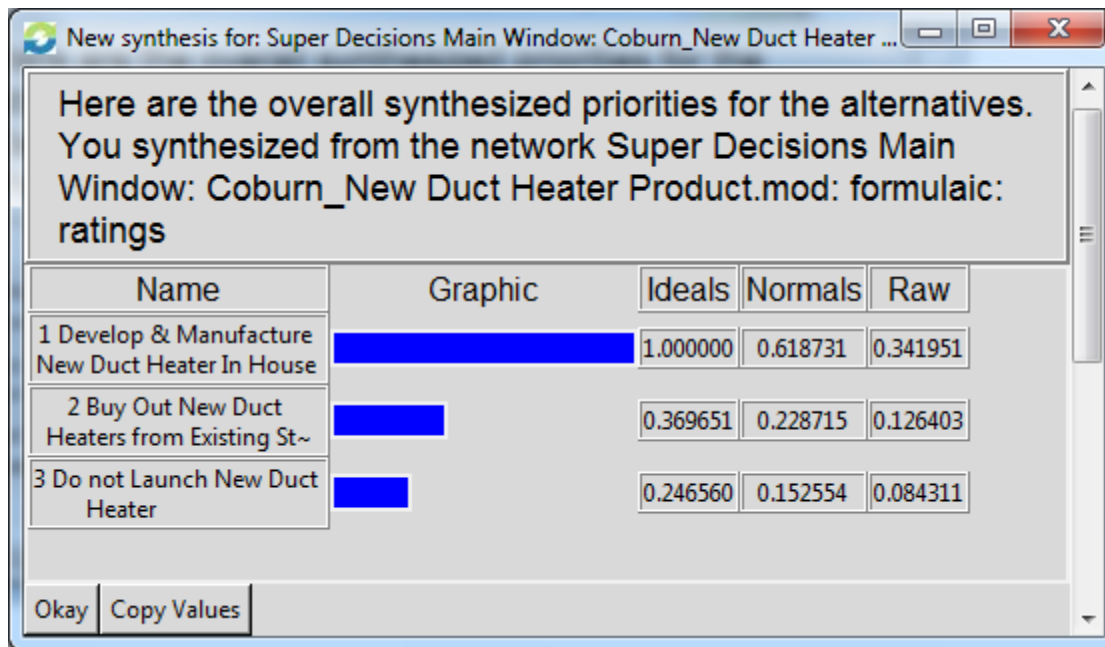 New synthesis for: Super Decisions Main Window: Coburn_New Duct Heater ...
Here are the overall synthesized priorities for the alternatives.
You synthesized from the network Super Decisions Main
Window: Coburn_New Duct Heater Product.mod: formulaic:
ratings
Name Graphic Ideals Normals Raw
1 Develop & Manufacture
New Duct Heater In House
1.000000 0.618731 0.341951
2 Buy Out New Duct
Heaters from Existing St~
0.369651 0.228715 0.126403
3 Do not Launch New Duct
Heater
0.246560 0.152554 0.084311
Okay Copy Values